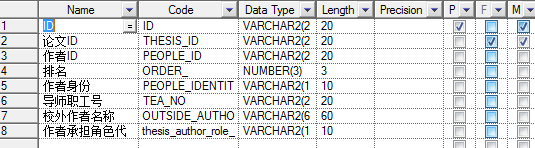 Name Code Data Type Length Precision P F M
1 ID = ID VARCHAR2(2 20
2 论文ID THESIS_ID VARCHAR2(2 20
3 作者ID PEOPLE_ID VARCHAR2(2 20
4 排名 ORDER_ NUMBER(3) 3
5 作者身份 PEOPLE_IDENTIT VARCHAR2(1 10
6 导师职工号 TEA_NO VARCHAR2(2 20
7 校外作者名称 OUTSIDE_AUTHO VARCHAR2(6 60
8 作者承担角色代 thesis_author_role_ VARCHAR2(1 10